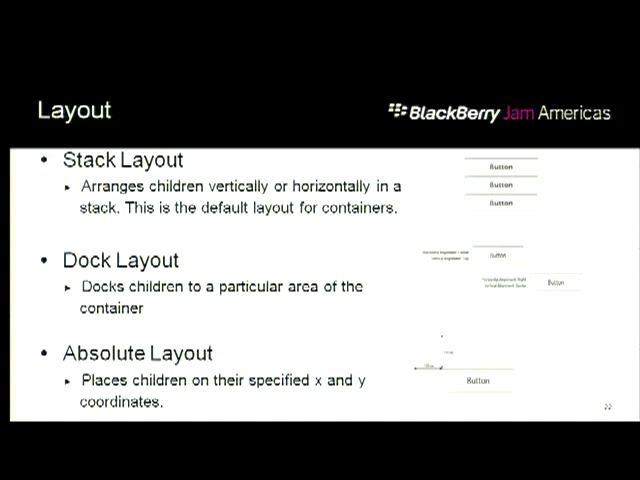 Layout
BlackBerry Jam Americas
• Stack Layout
Button
▸ Arranges children vertically or horizontally in a
Button
stack. This is the default layout for containers.
Button
• Dock Layout
Button
▸ Docks children to a particular area of the
Button
container
• Absolute Layout
▸ Places children on their specified x and y
Button
coordinates.
22